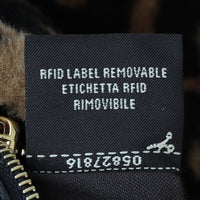 RFID LABEL REMOVABLE
ETICHETTA RFID
RIMOVIBILE
05827816